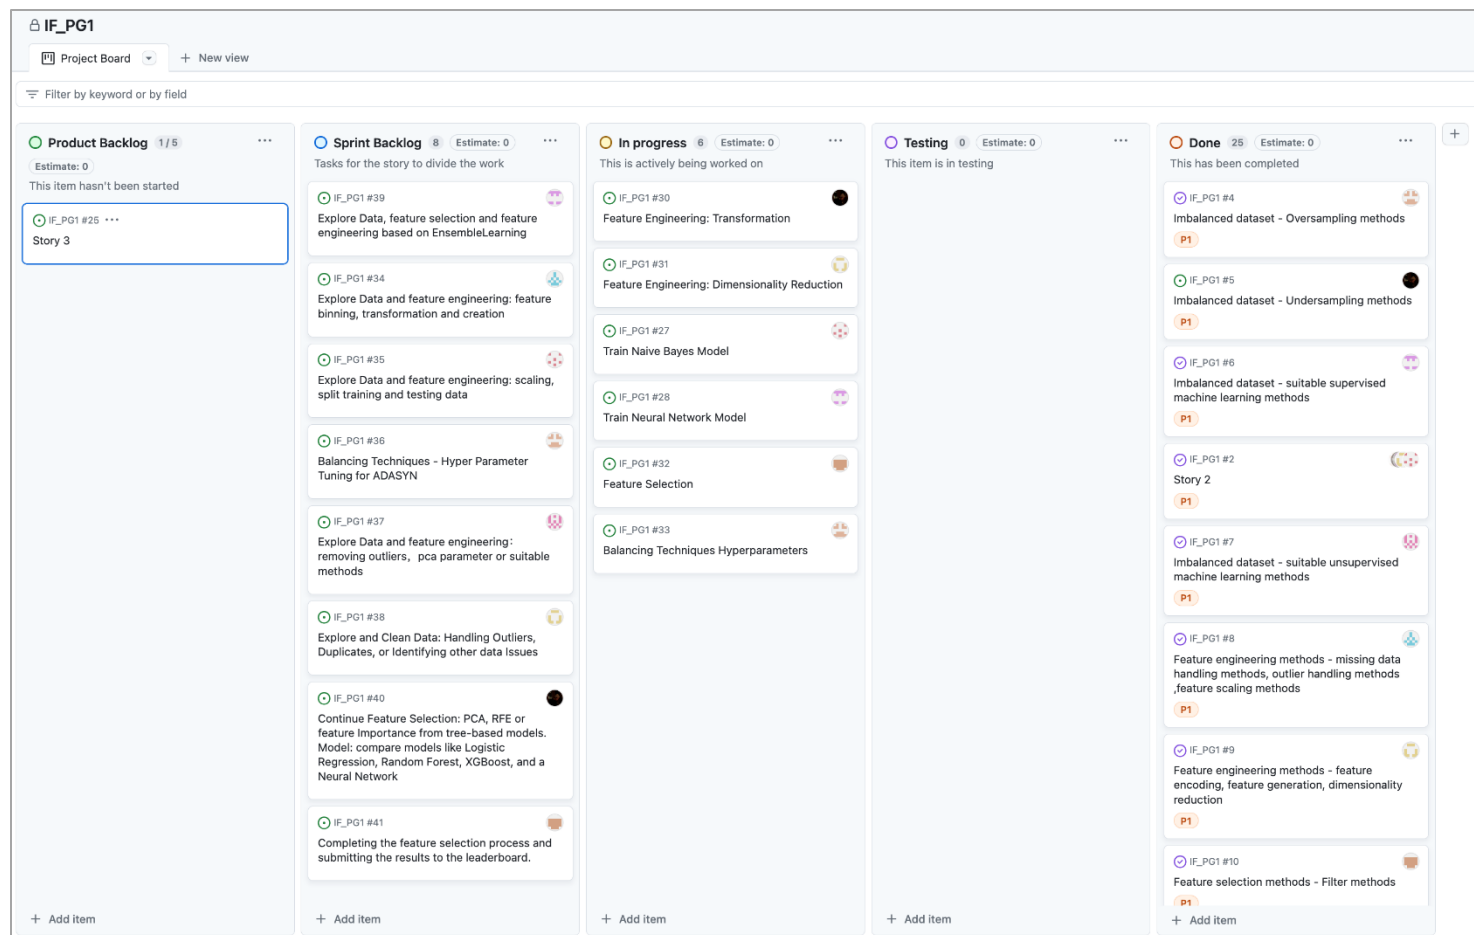 IF_PG1
Project Board
New view
Filter by keyword or by field
Product Backlog 1 / 5
Estimate: 0
This item hasn't been started
IF_PG1 #25
Story 3
Add item
Sprint Backlog 8 Estimate: 0
Tasks for the story to divide the work
IF_PG1 #39
Explore Data, feature selection and feature
engineering based on EnsembleLearning
IF_PG1 #34
Explore Data and feature engineering: feature
binning, transformation and creation
IF_PG1 #35
Explore Data and feature engineering: scaling,
split training and testing data
IF_PG1 #36
Balancing Techniques - Hyper Parameter
Tuning for ADASYN
IF_PG1 #37
Explore Data and feature engineering:
removing outliers, pca parameter or suitable
methods
IF_PG1 #38
Explore and Clean Data: Handling Outliers,
Duplicates, or Identifying other data Issues
IF_PG1 #40
Continue Feature Selection: PCA, RFE or
feature Importance from tree-based models.
Model: compare models like Logistic
Regression, Random Forest, XGBoost, and a
Neural Network
IF_PG1 #41
Completing the feature selection process and
submitting the results to the leaderboard.
Add item
In progress 6 Estimate: 0
This is actively being worked on
IF_PG1 #30
Feature Engineering: Transformation
IF_PG1 #31
Feature Engineering: Dimensionality Reduction
IF_PG1 #27
Train Naive Bayes Model
IF_PG1 #28
Train Neural Network Model
IF_PG1 #32
Feature Selection
IF_PG1 #33
Balancing Techniques Hyperparameters
Add item
Testing 0 Estimate: 0
This item is in testing
Add item
Done 25 Estimate: 0
This has been completed
IF_PG1 #4
Imbalanced dataset - Oversampling methods
P1
IF_PG1 #5
Imbalanced dataset - Undersampling methods
P1
IF_PG1 #6
Imbalanced dataset - suitable supervised
machine learning methods
P1
IF_PG1 #2
Story 2
P1
IF_PG1 #7
Imbalanced dataset - suitable unsupervised
machine learning methods
P1
IF_PG1 #8
Feature engineering methods - missing data
handling methods, outlier handling methods
,feature scaling methods
P1
IF_PG1 #9
Feature engineering methods - feature
encoding, feature generation, dimensionality
reduction
P1
IF_PG1 #10
Feature selection methods - Filter methods
P1
Add item